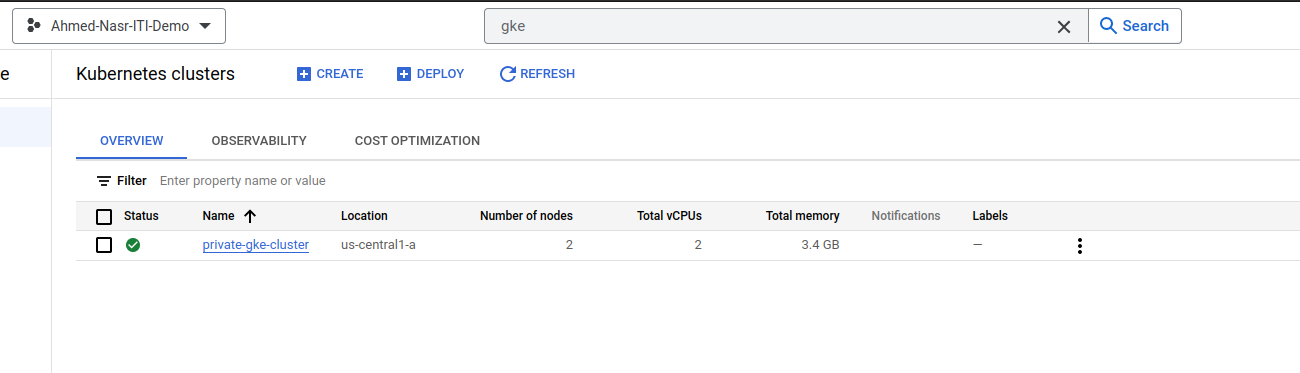 Ahmed-Nasr-ITI-Demo gke Search
e Kubernetes clusters CREATE DEPLOY REFRESH
OVERVIEW OBSERVABILITY COST OPTIMIZATION
Filter Enter property name or value
Status Name Location Number of nodes Total vCPUs Total memory Notifications Labels
private-gke-cluster us-central1-a 2 2 3.4 GB —